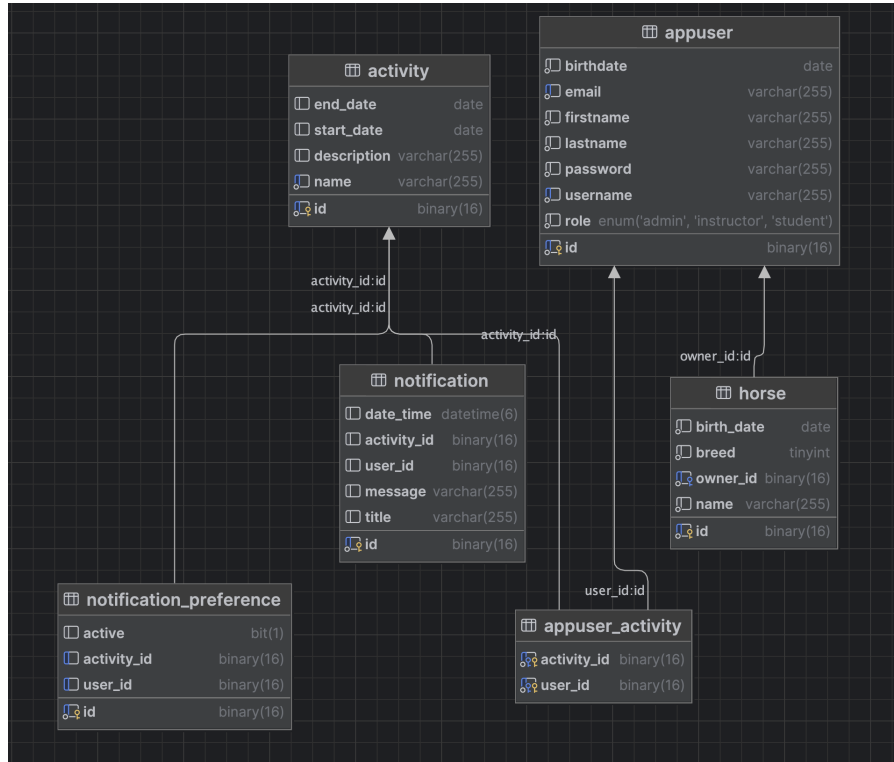 appuser
birthdate date
email varchar(255)
firstname varchar(255)
lastname varchar(255)
password varchar(255)
username varchar(255)
role enum('admin', 'instructor', 'student')
id binary(16)
activity
end_date date
start_date date
description varchar(255)
name varchar(255)
id binary(16)
activity_id:id
activity_id:id
activity_id:id
owner_id:id
notification
date_time datetime(6)
activity_id binary(16)
user_id binary(16)
message varchar(255)
title varchar(255)
id binary(16)
horse
birth_date date
breed tinyint
owner_id binary(16)
name varchar(255)
id binary(16)
user_id:id
notification_preference
active bit(1)
activity_id binary(16)
user_id binary(16)
id binary(16)
appuser_activity
activity_id binary(16)
user_id binary(16)